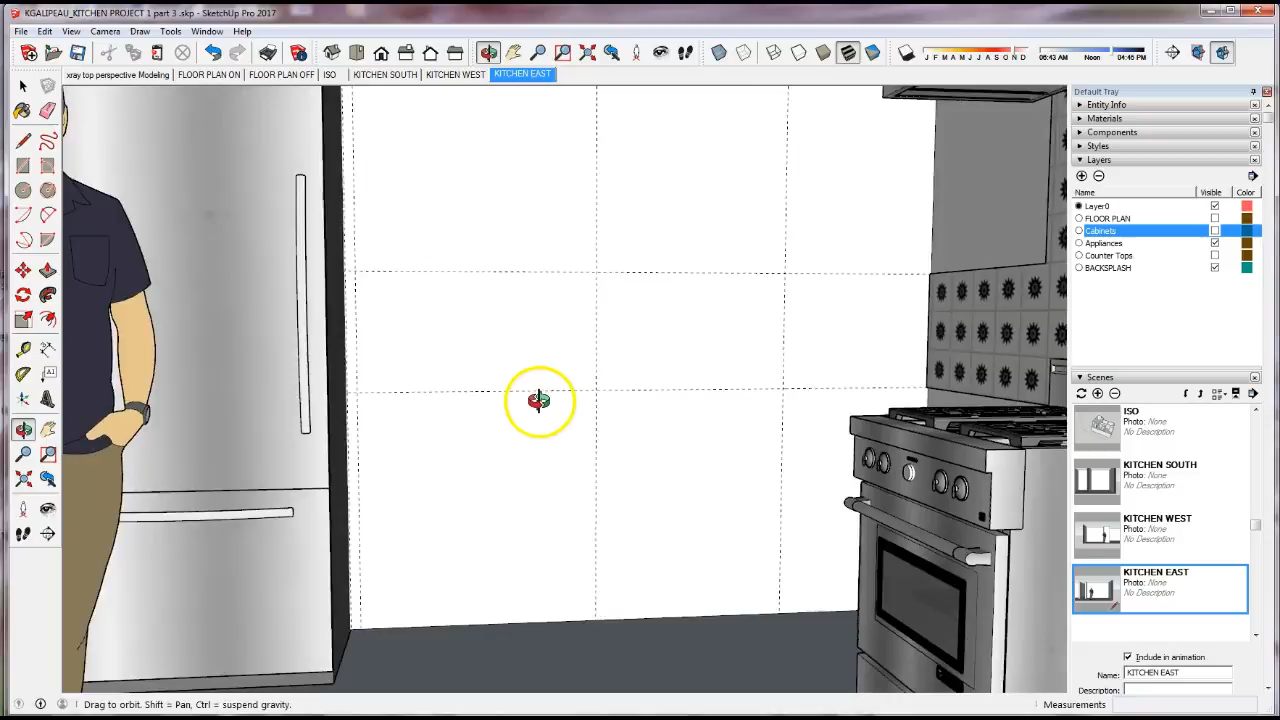 KGALIPEAU_KITCHEN PROJECT 1 part 3 .skp - SketchUp Pro 2017
File Edit View Camera Draw Tools Window Help
J F M A M J J A S O N D
06:43 AM Noon 04:46 PM
xray top perspective Modeling FLOOR PLAN ON FLOOR PLAN OFF ISO KITCHEN SOUTH KITCHEN WEST KITCHEN EAST
Default Tray
Entity Info
Materials
Components
Styles
Layers
Name Visible Color
Layer0
FLOOR PLAN
Cabinets
Appliances
Counter Tops
BACKSPLASH
Scenes
ISO
Photo: None
No Description
KITCHEN SOUTH
Photo: None
No Description
KITCHEN WEST
Photo: None
No Description
KITCHEN EAST
Photo: None
No Description
Include in animation
Name: KITCHEN EAST
Description:
Drag to orbit. Shift = Pan, Ctrl = suspend gravity.
Measurements